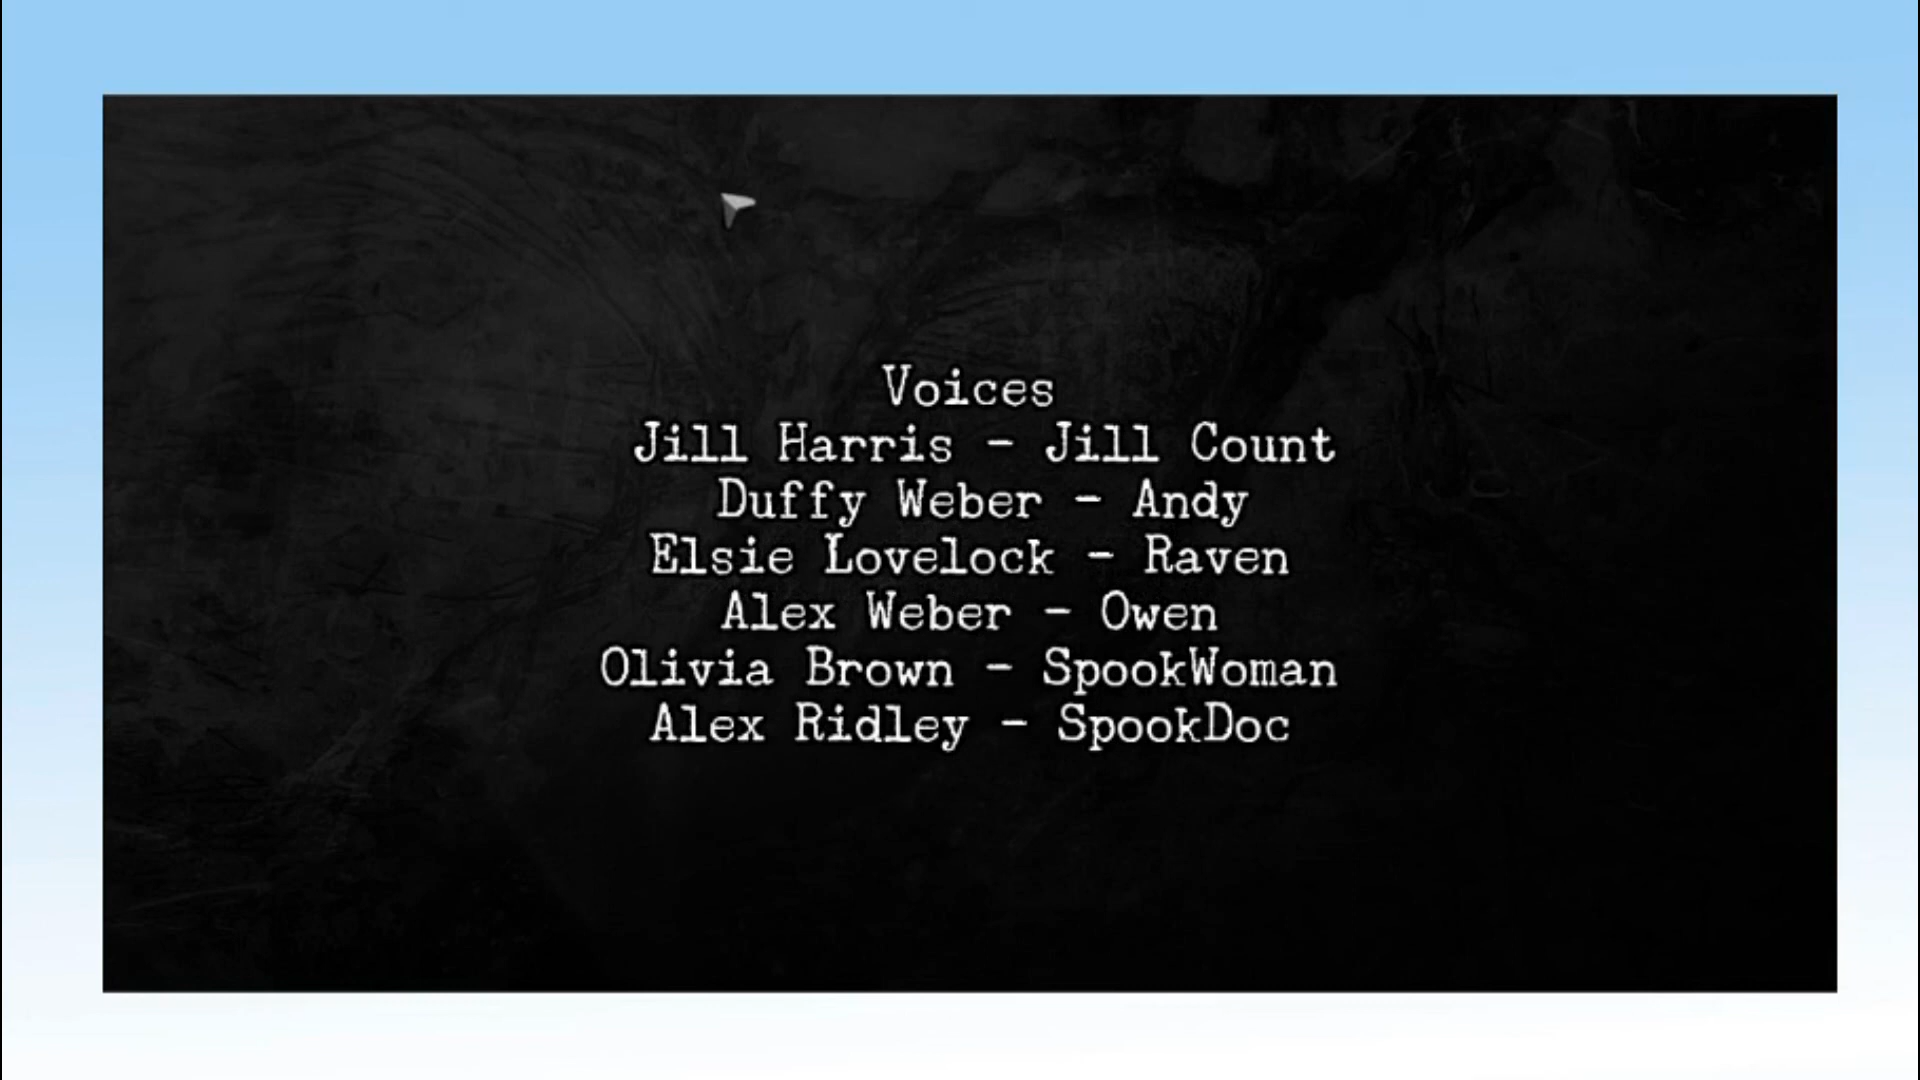 Voices
Jill Harris - Jill Count
Duffy Weber - Andy
Elsie Lovelock - Raven
Alex Weber - Owen
Olivia Brown - SpookWoman
Alex Ridley - SpookDoc